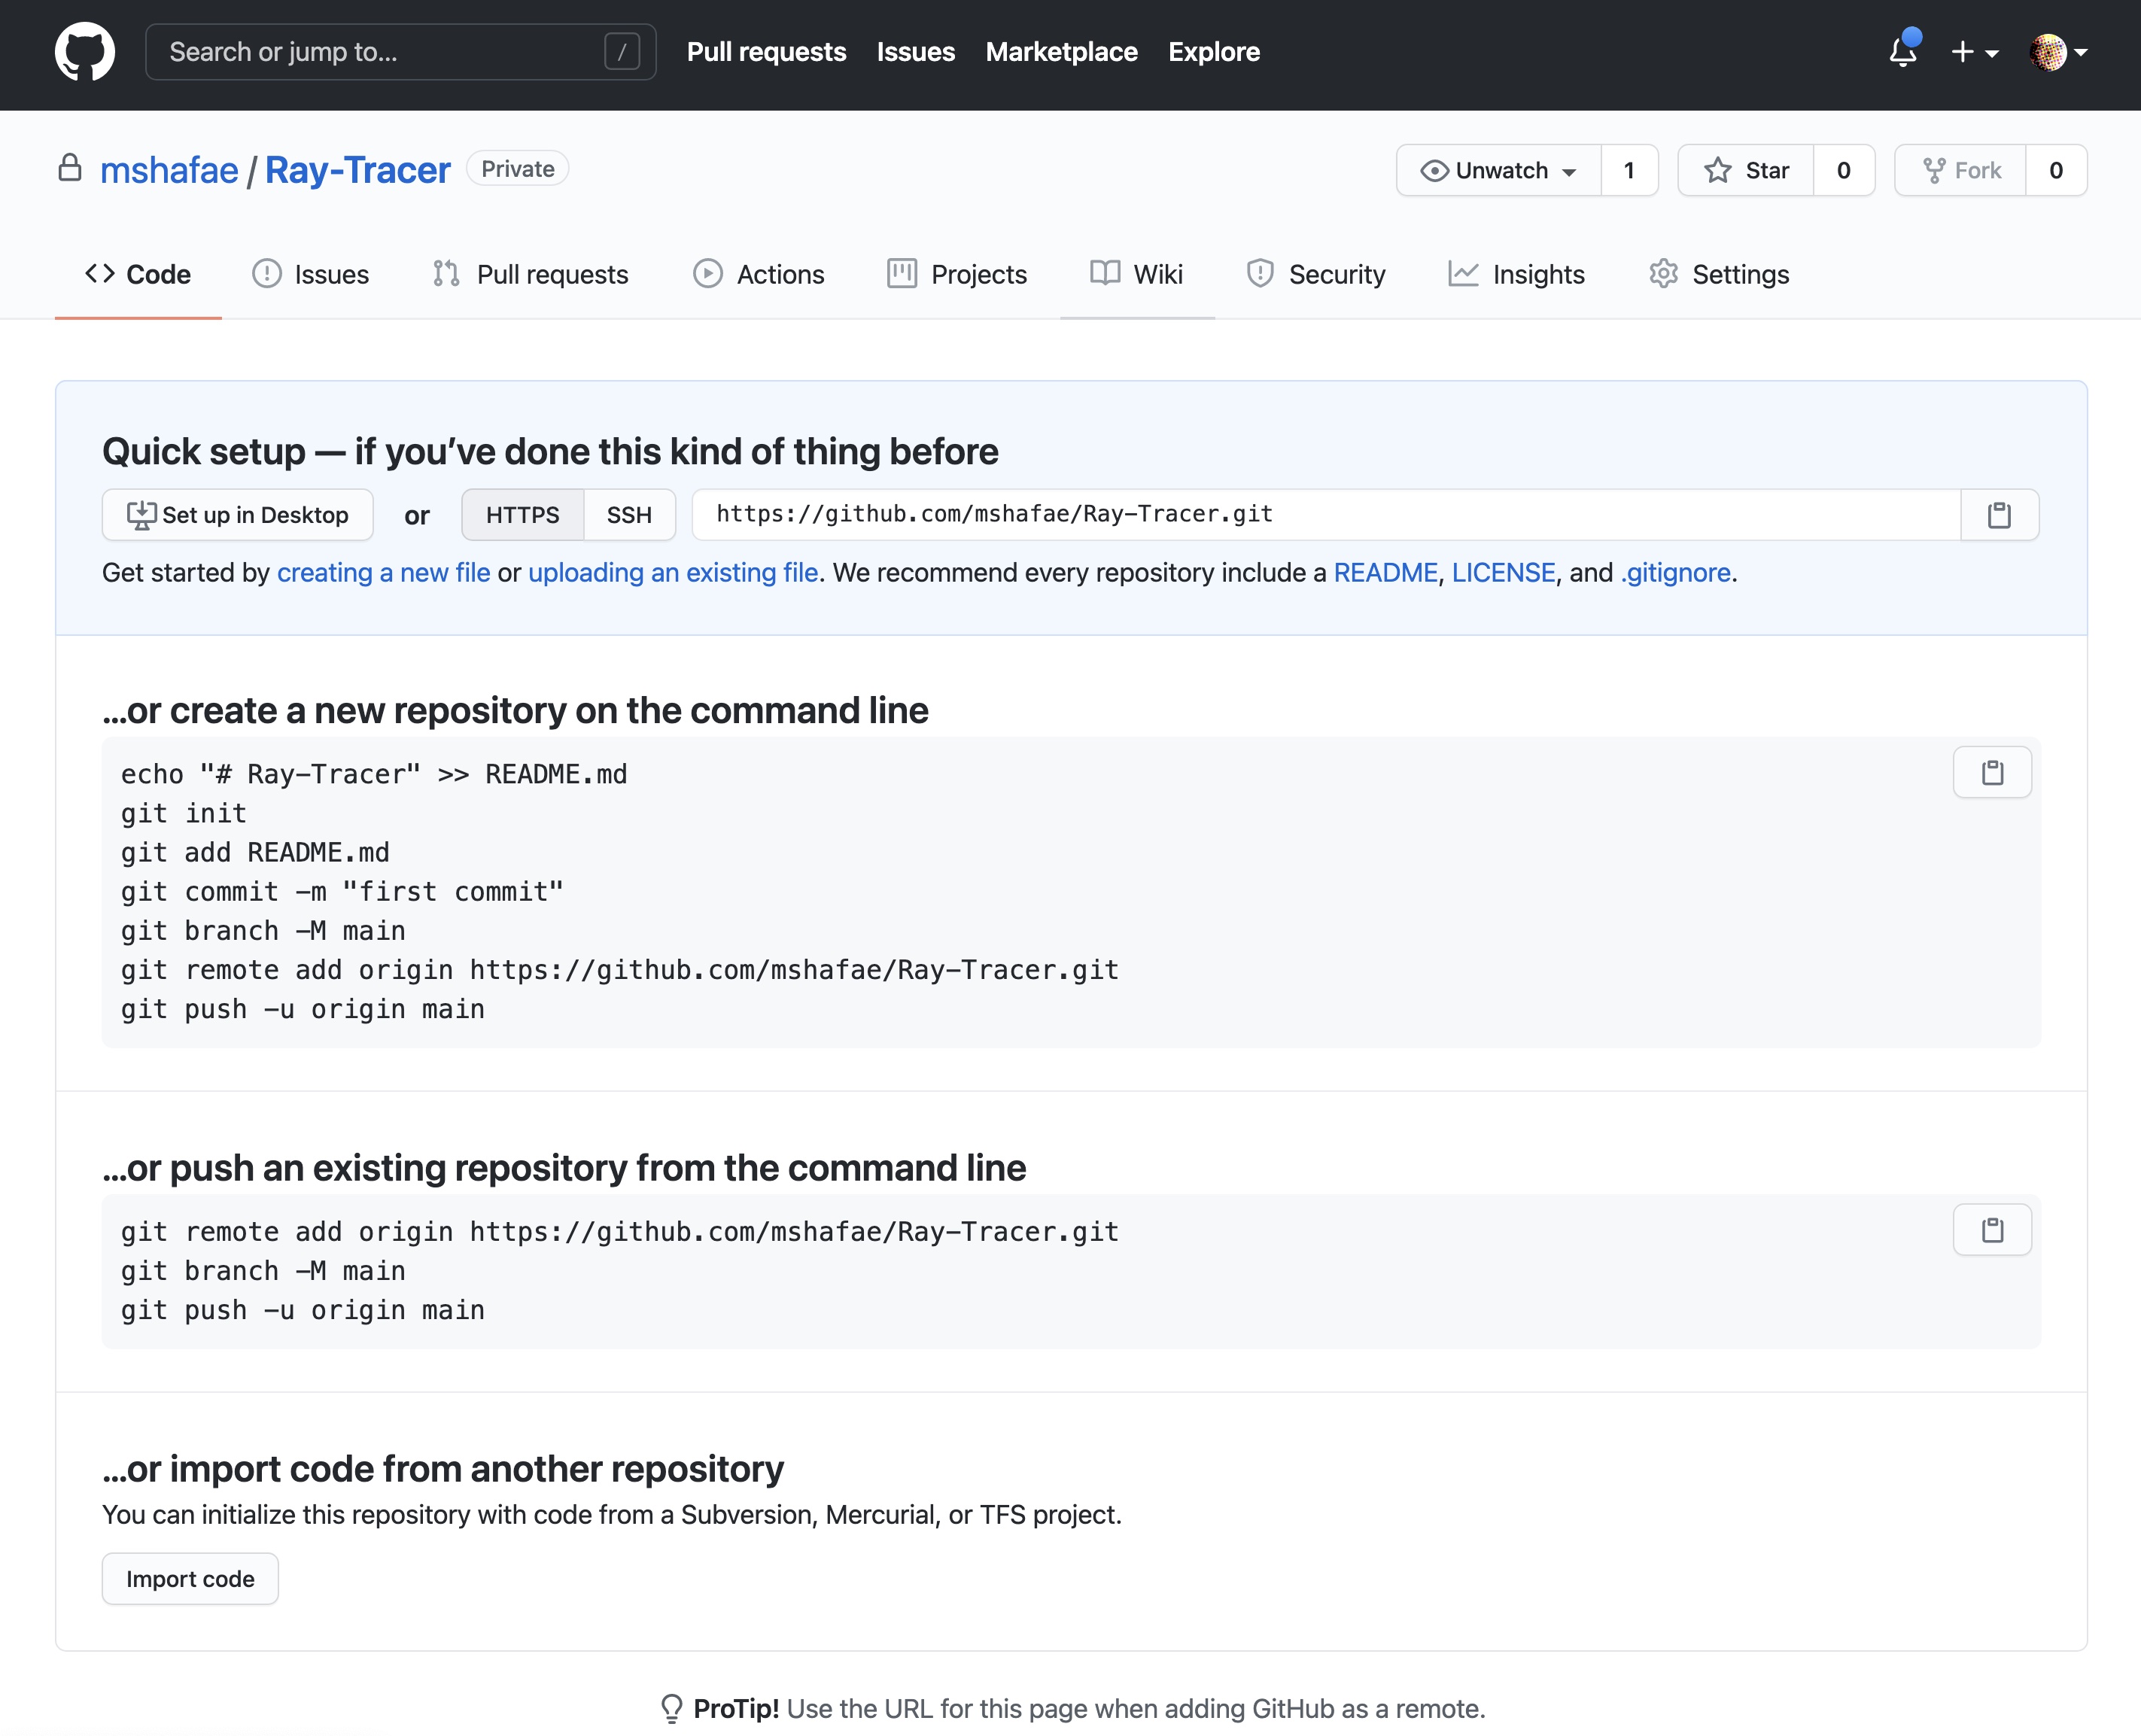 Search or jump to... /
Pull requests Issues Marketplace Explore
mshafae / Ray-Tracer Private
Unwatch 1 Star 0 Fork 0
Code Issues Pull requests Actions Projects Wiki Security Insights Settings
Quick setup — if you’ve done this kind of thing before
Set up in Desktop or HTTPS SSH https://github.com/mshafae/Ray-Tracer.git
Get started by creating a new file or uploading an existing file. We recommend every repository include a README, LICENSE, and .gitignore.
…or create a new repository on the command line
echo "# Ray-Tracer" >> README.md
git init
git add README.md
git commit -m "first commit"
git branch -M main
git remote add origin https://github.com/mshafae/Ray-Tracer.git
git push -u origin main
…or push an existing repository from the command line
git remote add origin https://github.com/mshafae/Ray-Tracer.git
git branch -M main
git push -u origin main
…or import code from another repository
You can initialize this repository with code from a Subversion, Mercurial, or TFS project.
Import code
ProTip! Use the URL for this page when adding GitHub as a remote.